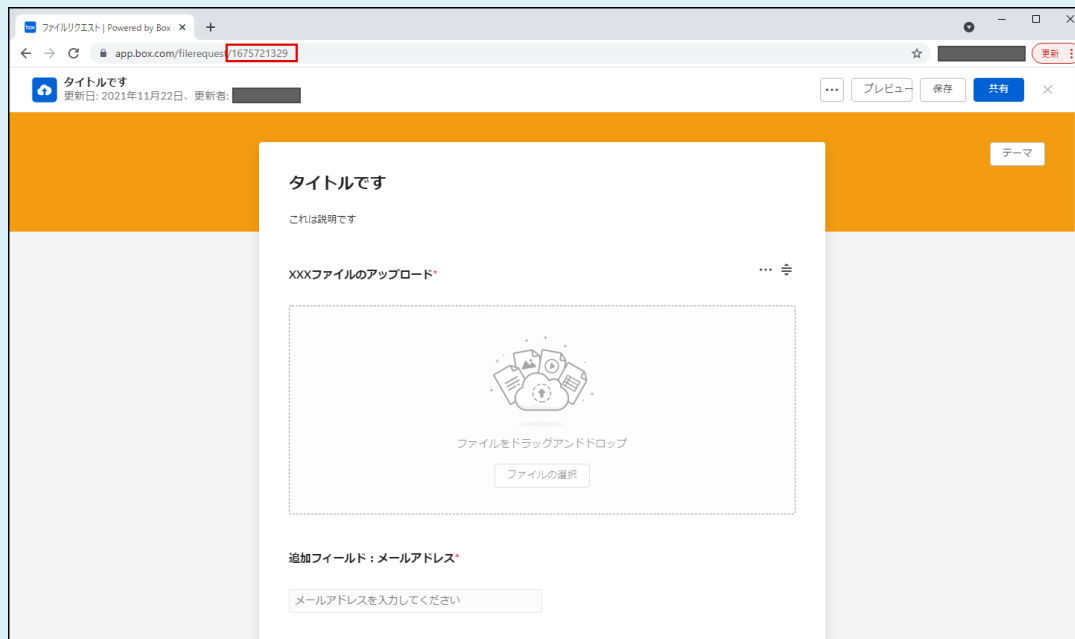 box ファイルリクエスト | Powered by Box
app.box.com/filerequest/1675721329
更新
タイトルです
更新日: 2021年11月22日、更新者:
プレビュー 保存 共有
テーマ
タイトルです
これは説明です
XXXファイルのアップロード*
ファイルをドラッグアンドドロップ
ファイルの選択
追加フィールド：メールアドレス*
メールアドレスを入力してください